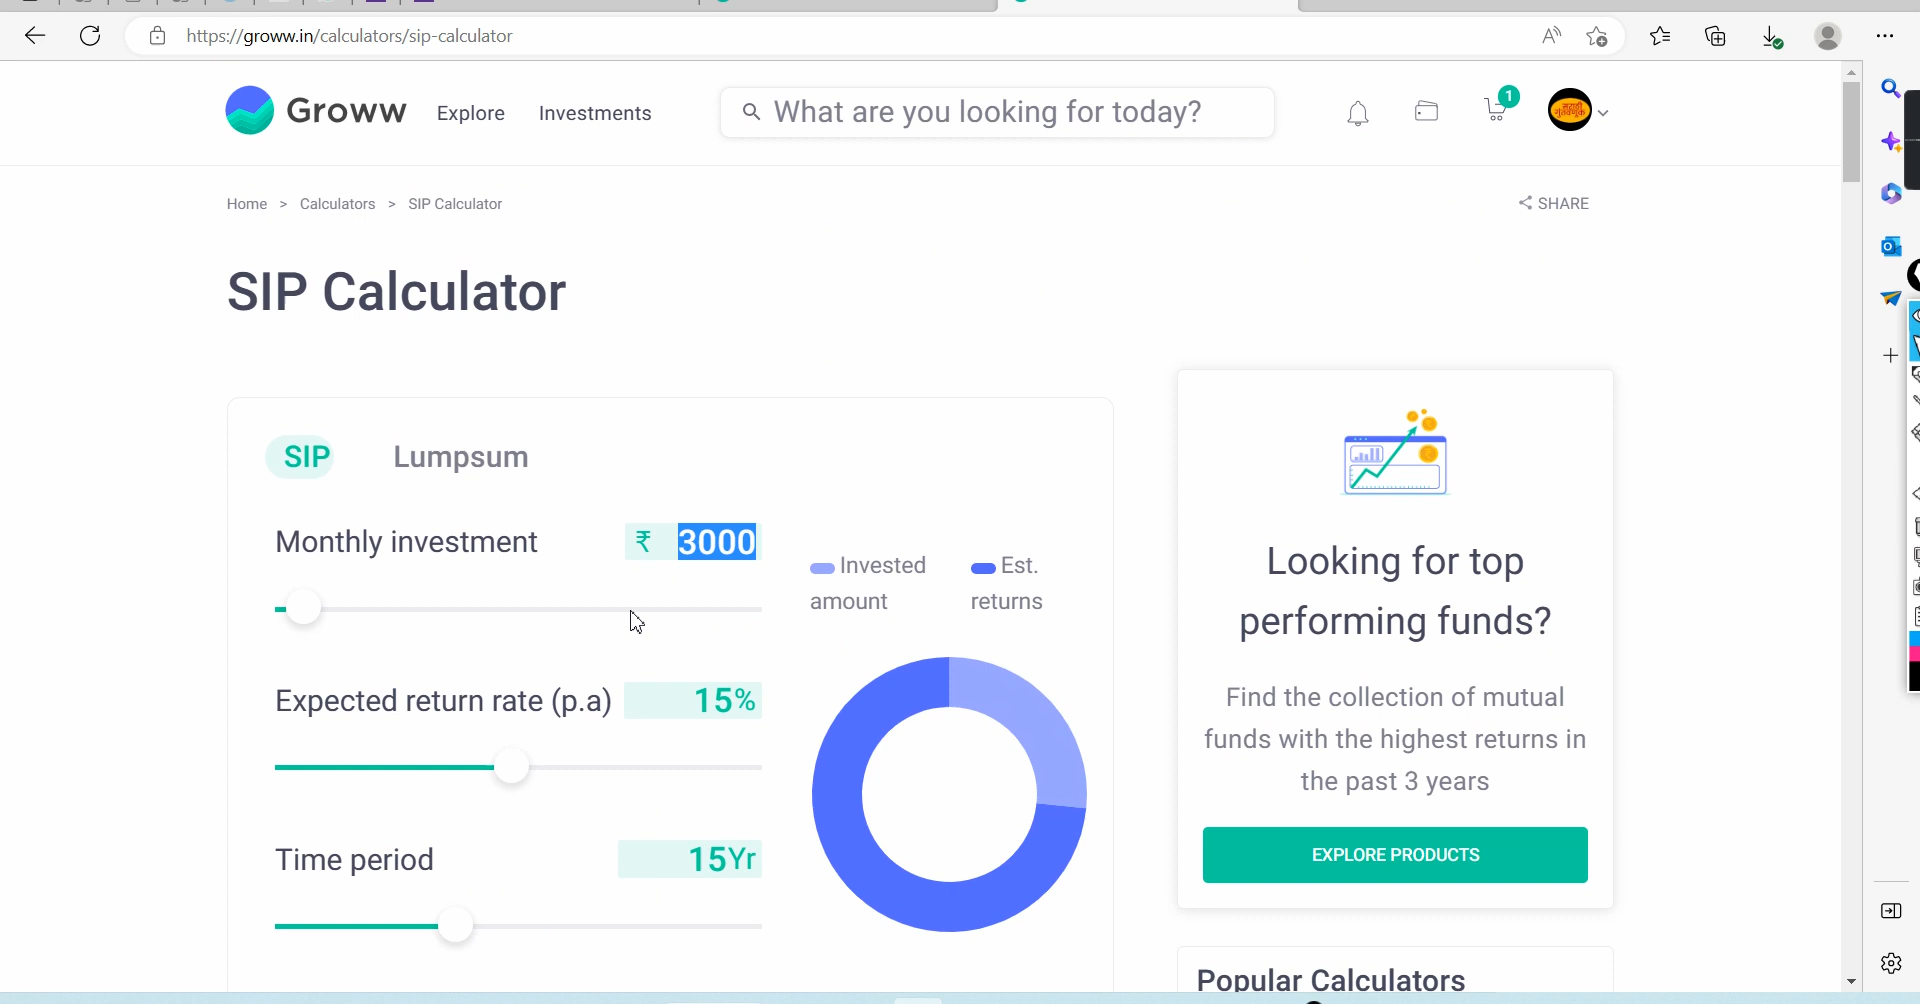 https://groww.in/calculators/sip-calculator
Groww
Explore
Investments
What are you looking for today?
1
Home > Calculators > SIP Calculator
SHARE
SIP Calculator
SIP
Lumpsum
Monthly investment
₹ 3000
Expected return rate (p.a)
15%
Time period
15Yr
Invested
amount
Est.
returns
Looking for top
performing funds?
Find the collection of mutual
funds with the highest returns in
the past 3 years
EXPLORE PRODUCTS
Popular Calculators